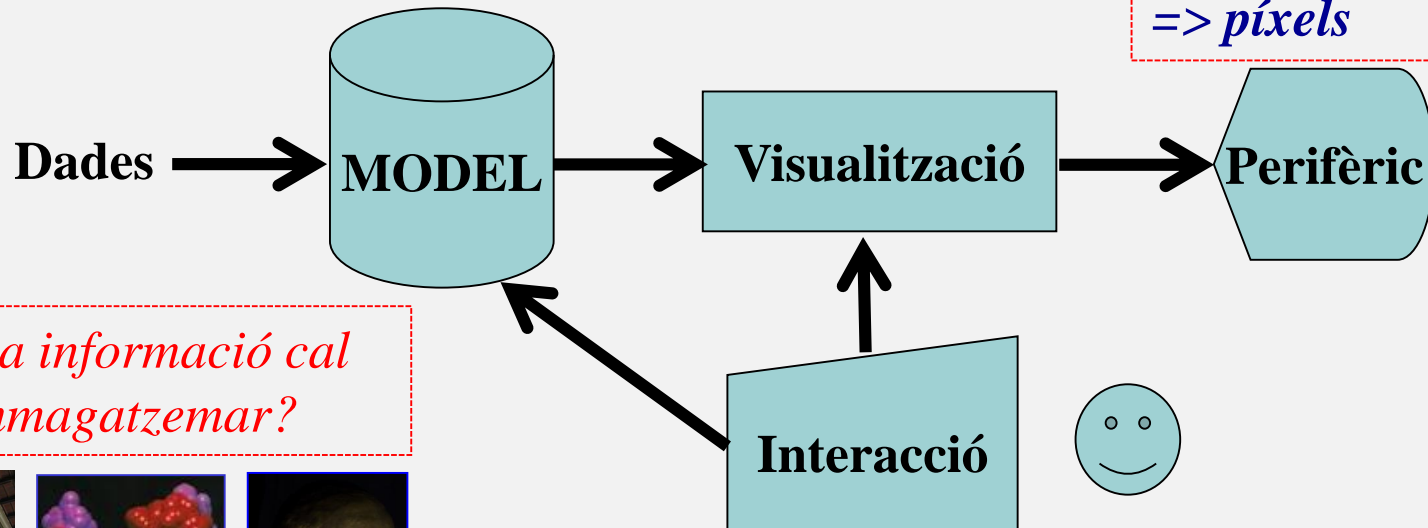 => píxels
Dades
MODEL
Visualització
Perifèric
a informació cal
magatzemar?
Interacció